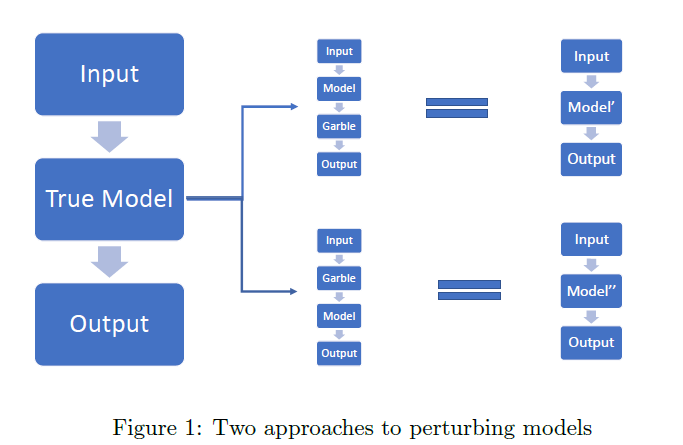 Input
True Model
Output
Input
Model
Garble
Output
Input
Model′
Output
Input
Garble
Model
Output
Input
Model′′
Output
Figure 1: Two approaches to perturbing models